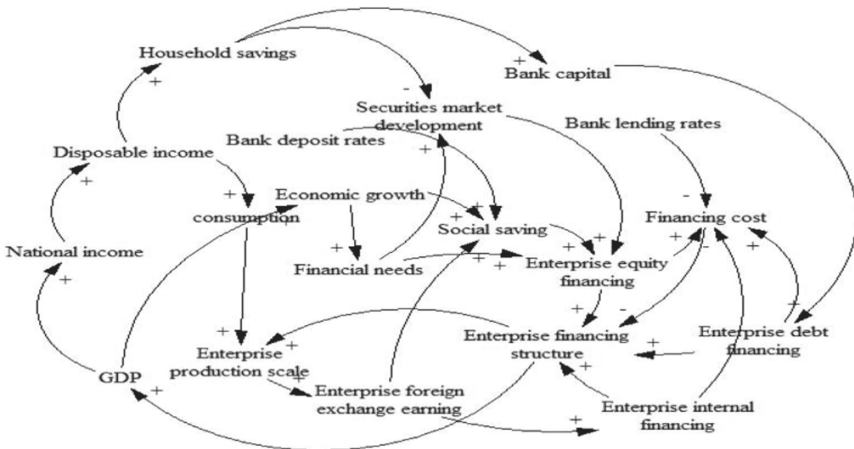 Household savings
+
+
Bank capital
-
Securities market
development
Bank deposit rates
+
Bank lending rates
Disposable income
+
+
consumption
Economic growth
+
+
-
Social saving
Financing cost
National income
+
+
Financial needs
+
+
+
+
Enterprise equity
financing
+
-
+
Enterprise
production scale
+
+
+
Enterprise financing
structure
+
-
+
+
Enterprise debt
financing
+
GDP
+
Enterprise foreign
exchange earning
+
Enterprise internal
financing